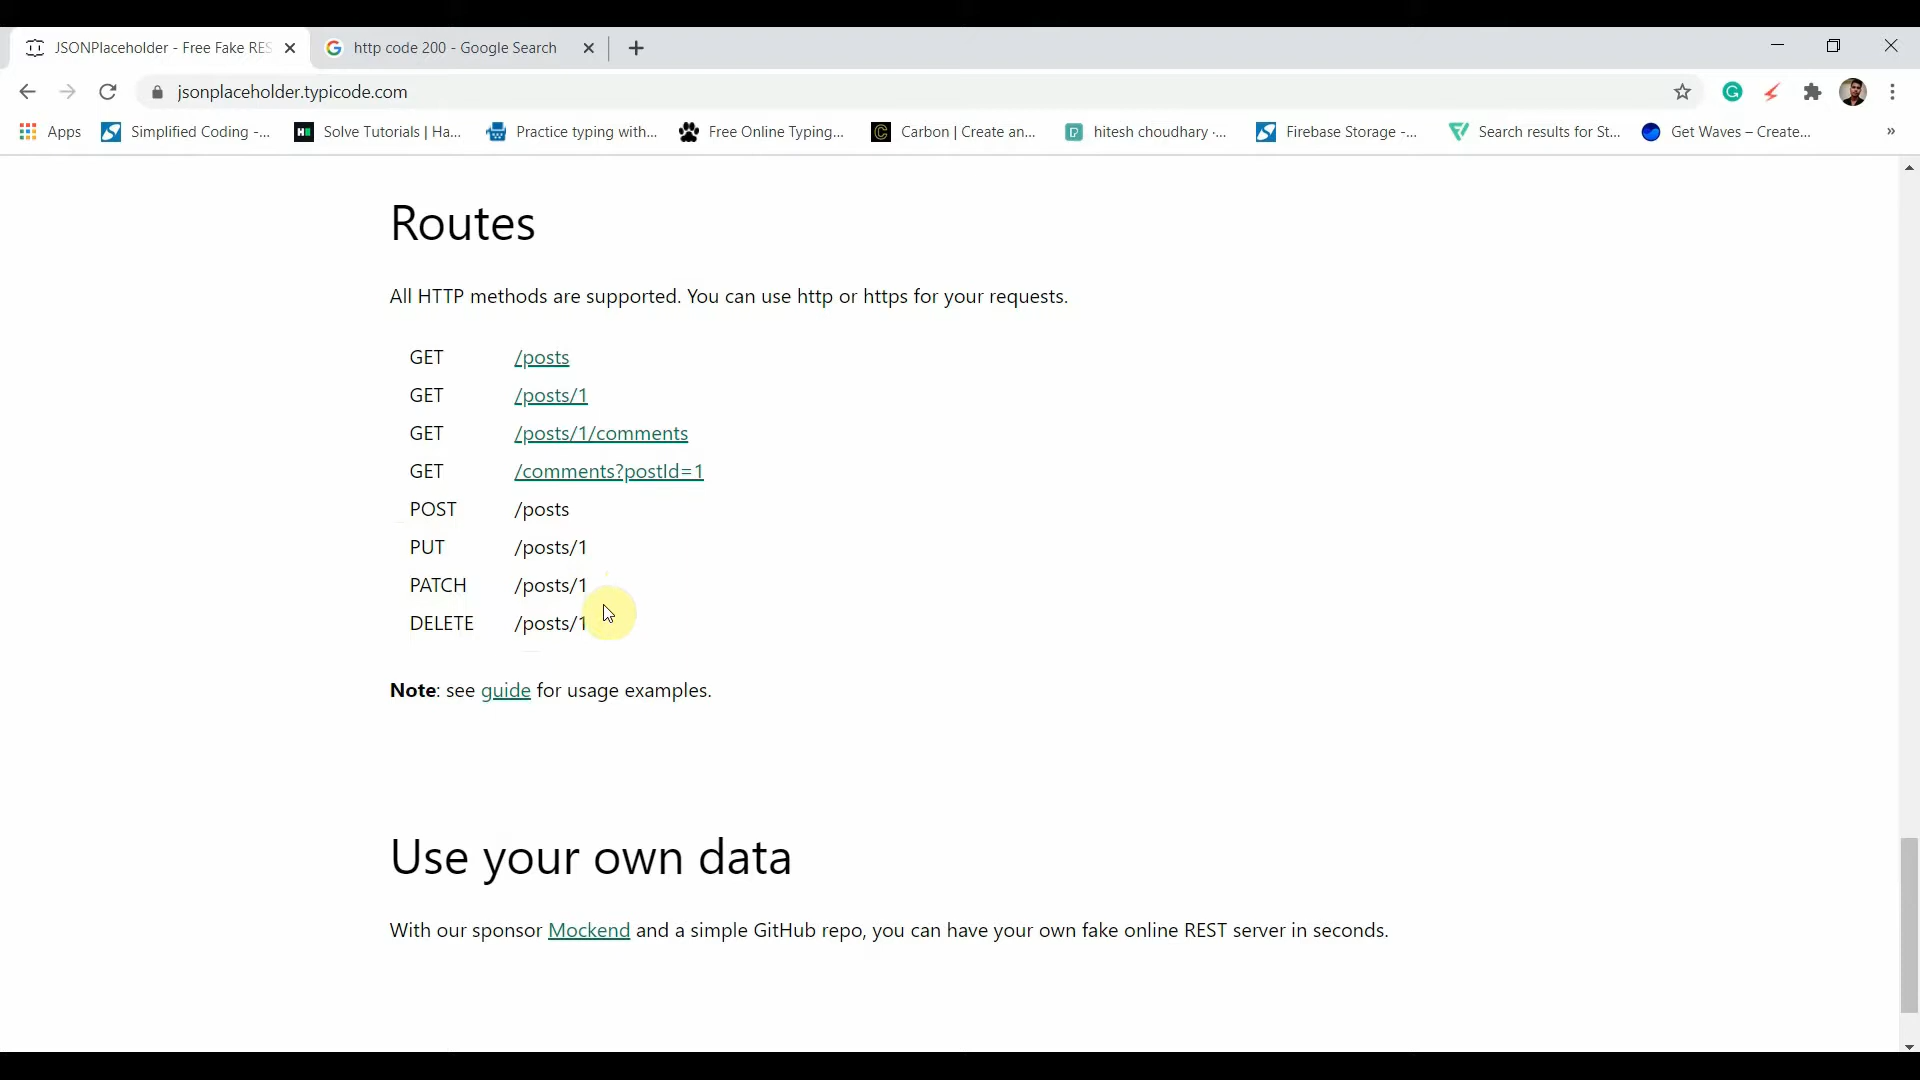 JSONPlaceholder - Free Fake RES
http code 200 - Google Search
jsonplaceholder.typicode.com
Apps
Simplified Coding -...
Solve Tutorials | Ha...
Practice typing with...
Free Online Typing...
Carbon | Create an...
hitesh choudhary -...
Firebase Storage -...
Search results for St...
Get Waves – Create...
»
Routes
All HTTP methods are supported. You can use http or https for your requests.
GET /posts
GET /posts/1
GET /posts/1/comments
GET /comments?postId=1
POST /posts
PUT /posts/1
PATCH /posts/1
DELETE /posts/1
Note: see guide for usage examples.
Use your own data
With our sponsor Mockend and a simple GitHub repo, you can have your own fake online REST server in seconds.